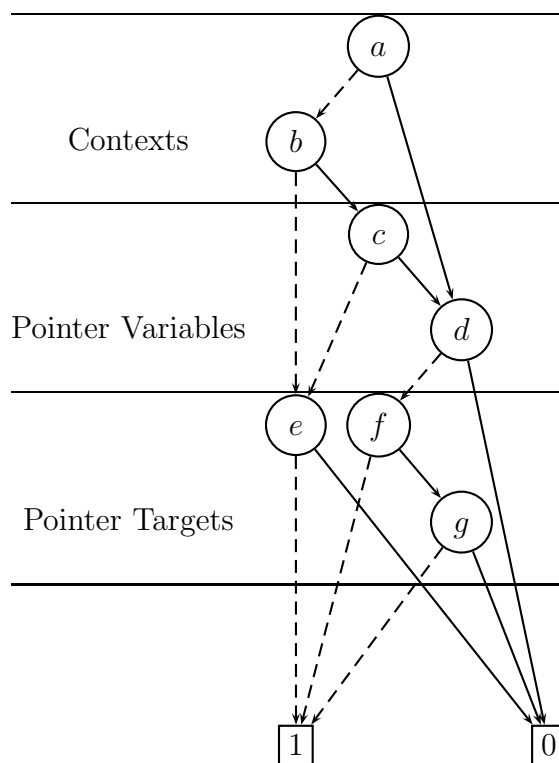 a
b
Contexts
c
Pointer Variables
d
e
f
Pointer Targets
g
1
0